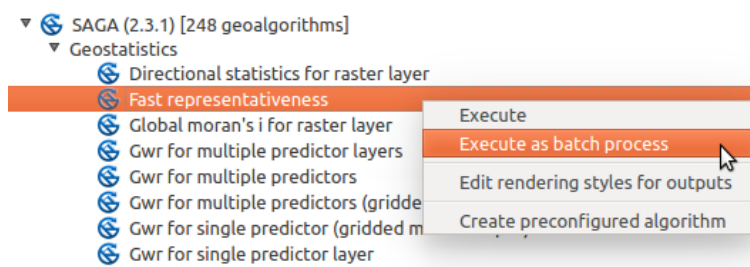 SAGA (2.3.1) [248 geoalgorithms]
Geostatistics
Directional statistics for raster layer
Fast representativeness
Global moran's i for raster layer
Gwr for multiple predictor layers
Gwr for multiple predictors
Gwr for multiple predictors (gridde
Gwr for single predictor (gridded m
Gwr for single predictor layer
Execute
Execute as batch process
Edit rendering styles for outputs
Create preconfigured algorithm